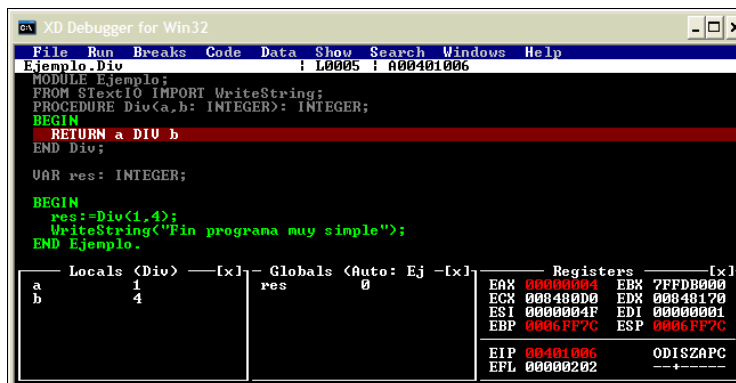 XD Debugger for Win32
File Run Breaks Code Data Show Search Windows Help
Ejemplo.Div ¦ L0005 ¦ A00401006
MODULE Ejemplo;
FROM STextIO IMPORT WriteString;
PROCEDURE Div(a,b: INTEGER): INTEGER;
BEGIN
RETURN a DIV b
END Div;
VAR res: INTEGER;
BEGIN
res:=Div(1,4);
WriteString("Fin programa muy simple");
END Ejemplo.
Locals (Div) [x]
a 1
b 4
Globals (Auto: Ej [x]
res 0
Registers [x]
EAX 00000004 EBX 7FFDB000
ECX 008480D0 EDX 00848170
ESI 0000004F EDI 00000001
EBP 0006FF7C ESP 0006FF7C
EIP 00401006 ODISZAPC
EFL 00000202 --+-----